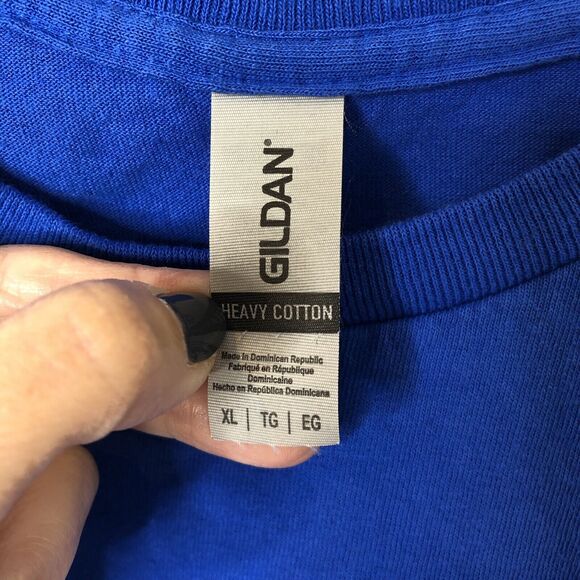 GILDAN®
HEAVY COTTON
Made in Dominican Republic
Fabriqué en République
Dominicaine
Hecho en República Dominicana
XL | TG | EG